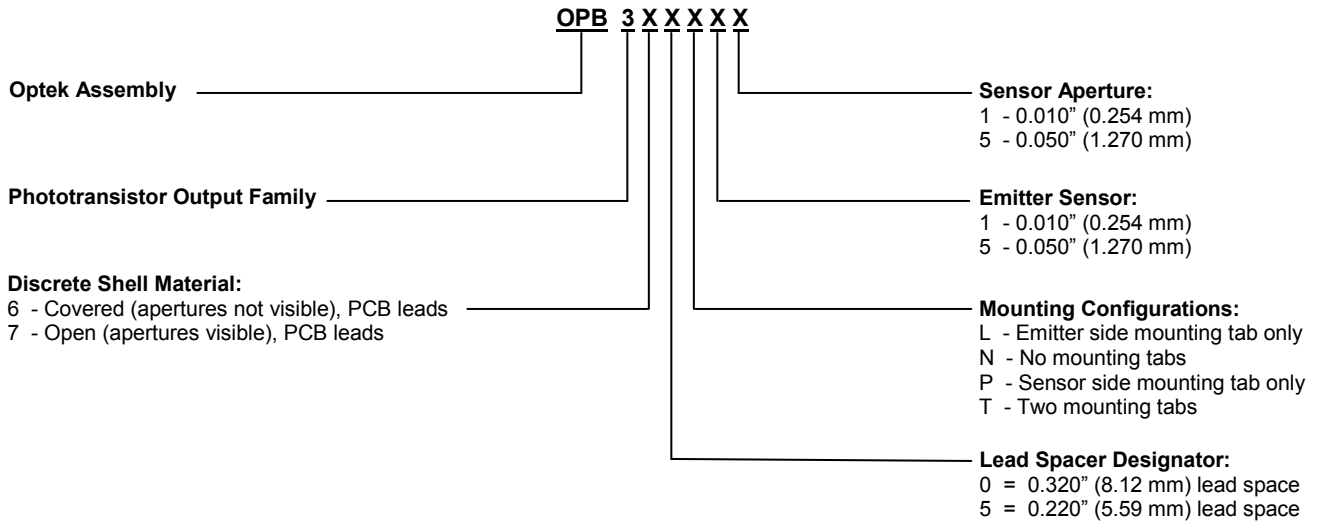 OPB 3 X X X X X
Optek Assembly
Phototransistor Output Family
Discrete Shell Material:
6 - Covered (apertures not visible), PCB leads
7 - Open (apertures visible), PCB leads
Sensor Aperture:
1 - 0.010” (0.254 mm)
5 - 0.050” (1.270 mm)
Emitter Sensor:
1 - 0.010” (0.254 mm)
5 - 0.050” (1.270 mm)
Mounting Configurations:
L - Emitter side mounting tab only
N - No mounting tabs
P - Sensor side mounting tab only
T - Two mounting tabs
Lead Spacer Designator:
0 = 0.320” (8.12 mm) lead space
5 = 0.220” (5.59 mm) lead space